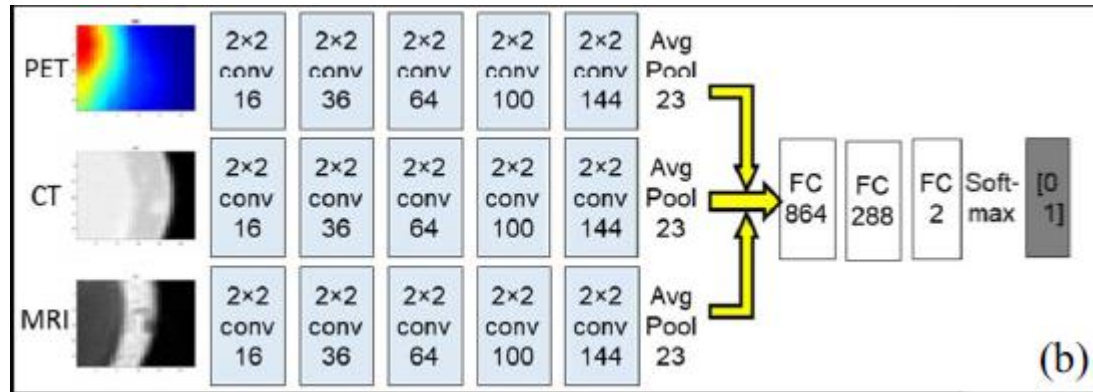 PET
2×2 conv 16
2×2 conv 36
2×2 conv 64
2×2 conv 100
2×2 conv 144
Avg Pool 23
CT
2×2 conv 16
2×2 conv 36
2×2 conv 64
2×2 conv 100
2×2 conv 144
Avg Pool 23
MRI
2×2 conv 16
2×2 conv 36
2×2 conv 64
2×2 conv 100
2×2 conv 144
Avg Pool 23
FC 864
FC 288
FC 2
Soft-
max
[0
1]
(b)